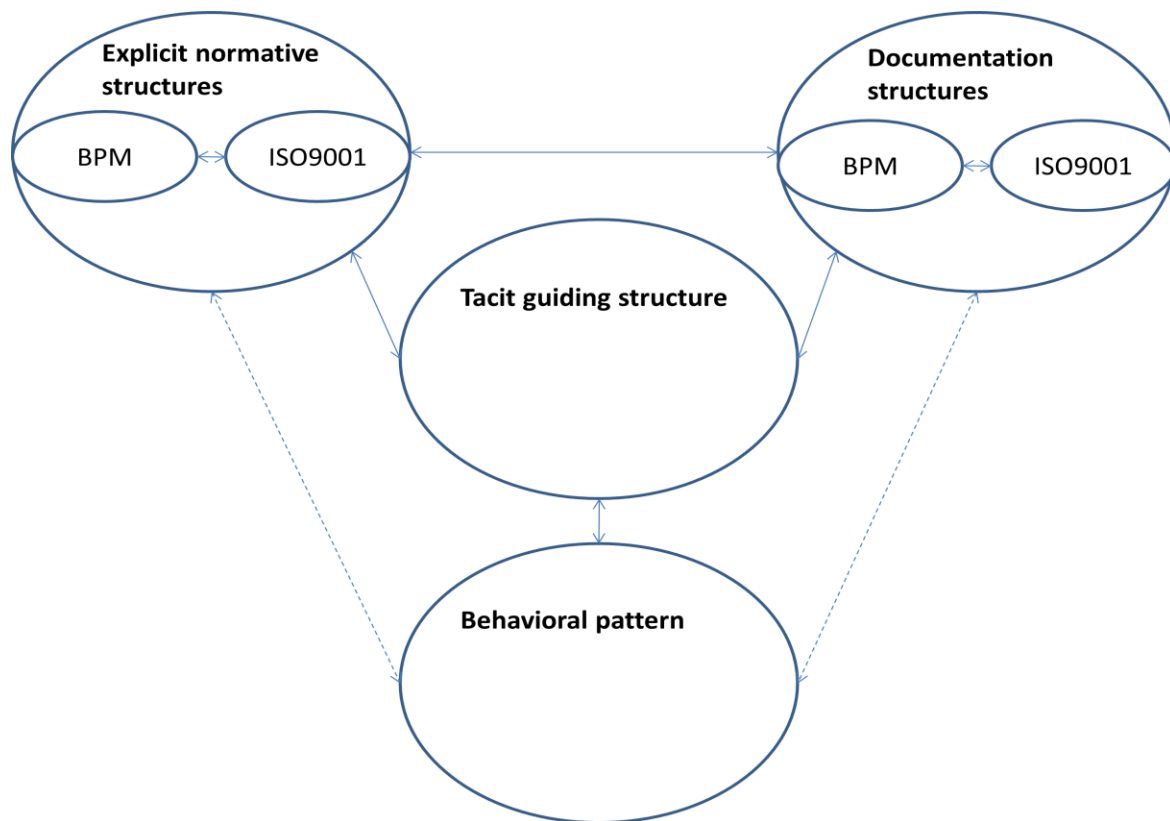 Explicit normative
structures
BPM
ISO9001
Documentation
structures
BPM
ISO9001
Tacit guiding structure
Behavioral pattern